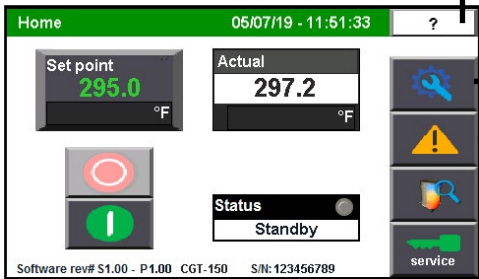 Home 05/07/19 - 11:51:33 ?
Set point
295.0
°F
Actual
297.2
°F
Status
Standby
service
Software rev# S1.00 - P1.00 CGT-150 S/N: 123456789